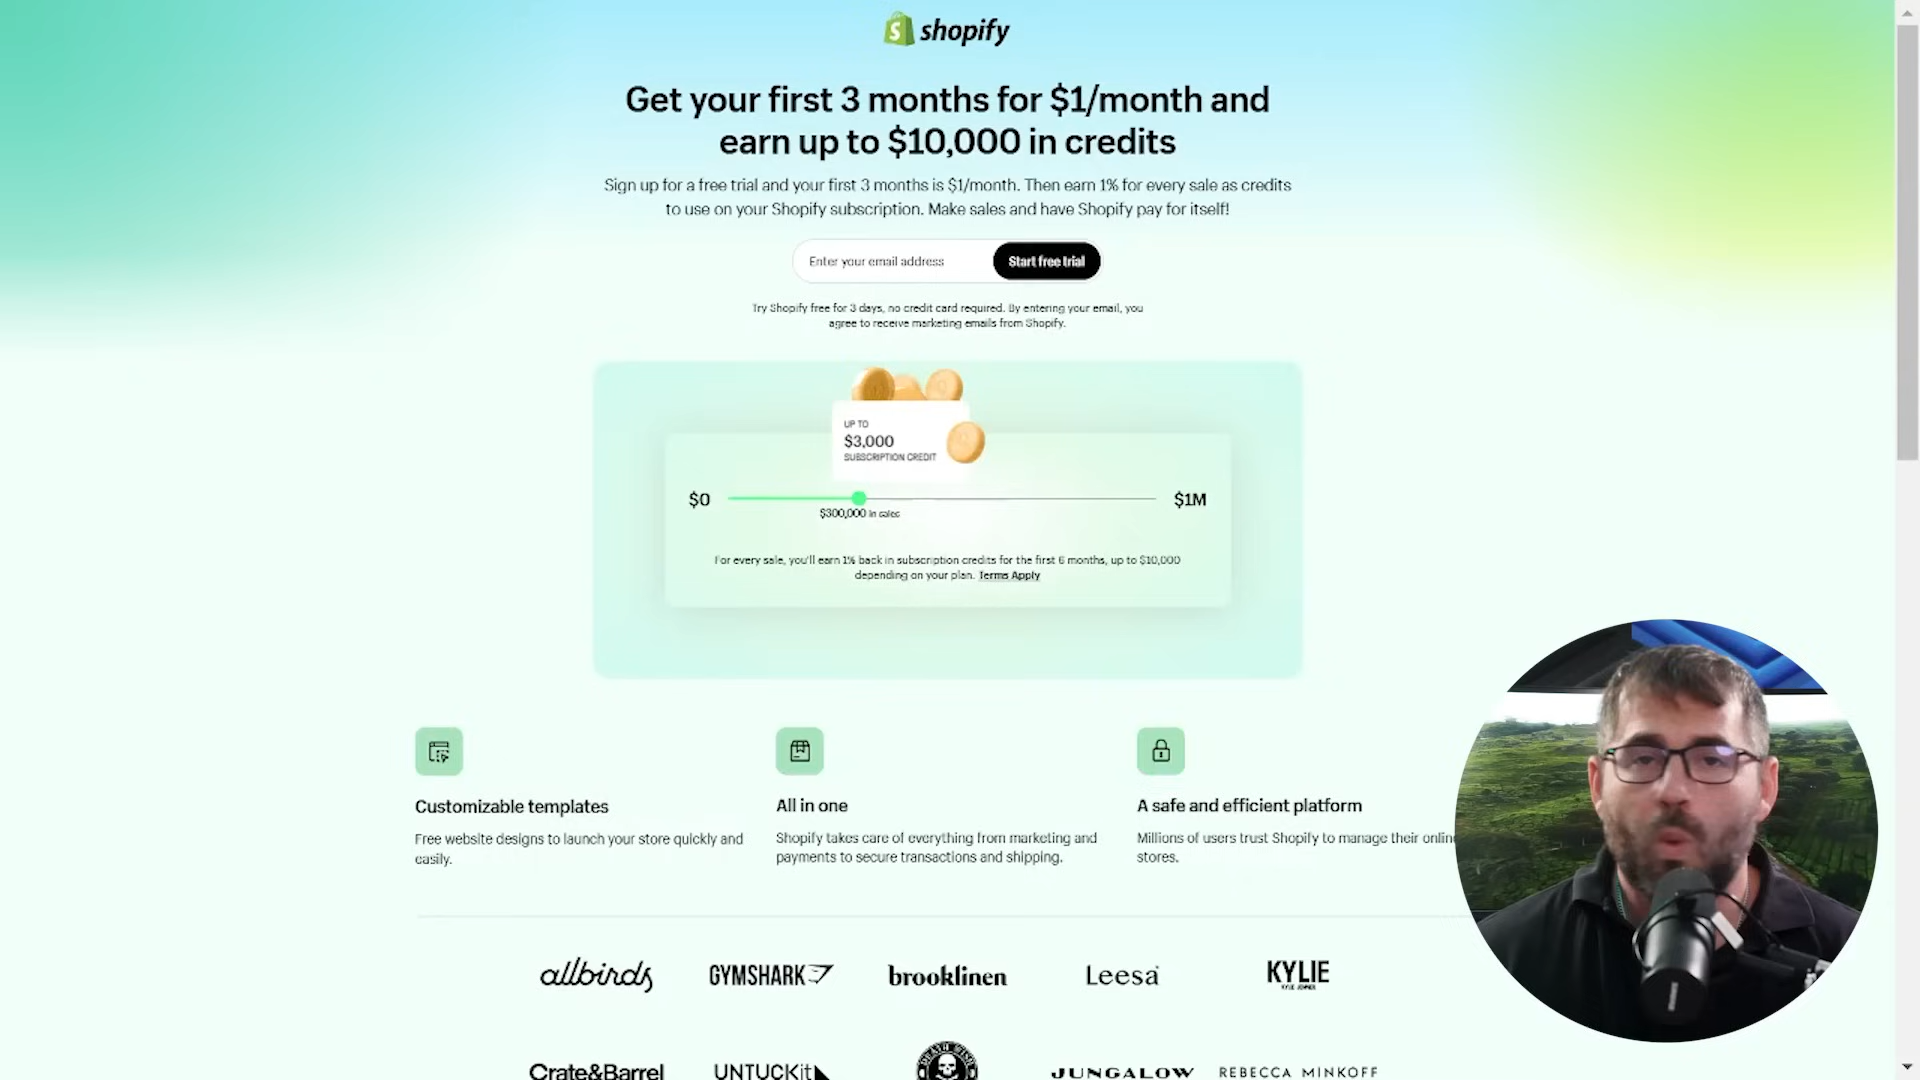 shopify
Get your first 3 months for $1/month and
earn up to $10,000 in credits
Sign up for a free trial and your first 3 months is $1/month. Then earn 1% for every sale as credits
to use on your Shopify subscription. Make sales and have Shopify pay for itself!
Enter your email address
Start free trial
Try Shopify free for 3 days, no credit card required. By entering your email, you
agree to receive marketing emails from Shopify.
UP TO
$3,000
SUBSCRIPTION CREDIT
$0
$1M
$300,000 in sales
For every sale, you'll earn 1% back in subscription credits for the first 6 months, up to $10,000
depending on your plan. Terms Apply
Customizable templates
Free website designs to launch your store quickly and
easily.
All in one
Shopify takes care of everything from marketing and
payments to secure transactions and shipping.
A safe and efficient platform
Millions of users trust Shopify to manage their online
stores.
allbirds
GYMSHARK
brooklinen
Leesa
KYLIE
KYLIE JENNER
Crate&Barrel
UNTUCKit
DEATH WISH
JUNGALOW
REBECCA MINKOFF